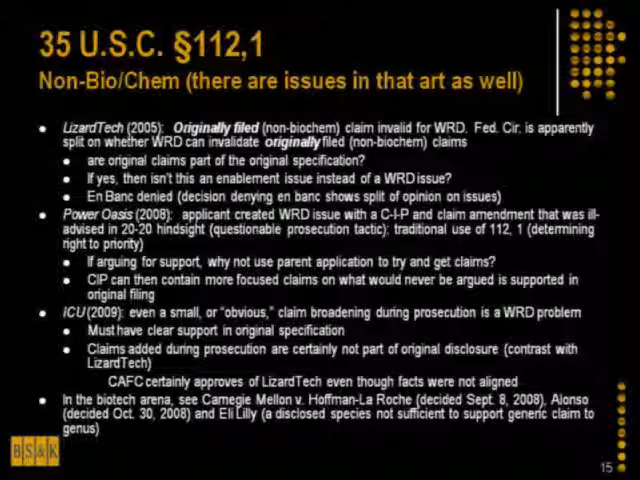 35 U.S.C. §112,1
Non-Bio/Chem (there are issues in that art as well)
● LizardTech (2005): Originally filed (non-biochem) claim invalid for WRD. Fed. Cir. is apparently
split on whether WRD can invalidate originally filed (non-biochem) claims
● are original claims part of the original specification?
● If yes, then isn't this an enablement issue instead of a WRD issue?
● En Banc denied (decision denying en banc shows split of opinion on issues)
● Power Oasis (2008): applicant created WRD issue with a C-I-P and claim amendment that was ill-
advised in 20-20 hindsight (questionable prosecution tactic): traditional use of 112, 1 (determining
right to priority)
● If arguing for support, why not use parent application to try and get claims?
● CIP can then contain more focused claims on what would never be argued is supported in
original filing
● ICU (2009): even a small, or "obvious," claim broadening during prosecution is a WRD problem
● Must have clear support in original specification
● Claims added during prosecution are certainly not part of original disclosure (contrast with
LizardTech)
CAFC certainly approves of LizardTech even though facts were not aligned
● In the biotech arena, see Carnegie Mellon v. Hoffman-La Roche (decided Sept. 8, 2008), Alonso
(decided Oct. 30, 2008) and Eli Lilly (a disclosed species not sufficient to support generic claim to
genus)
BS&K
15